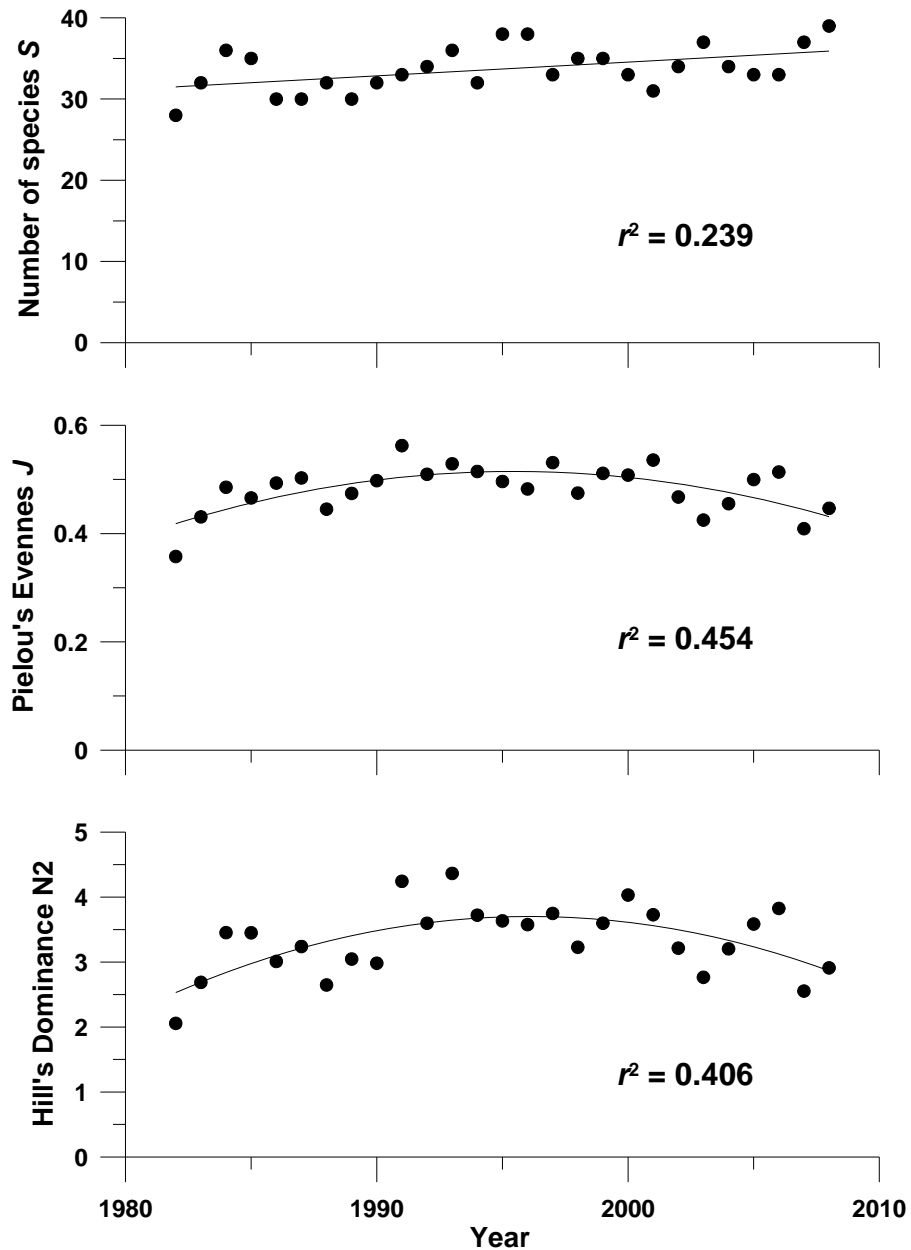 Number of species S
40
30
20
10
0
r² = 0.239
Pielou's Evennes J
0.6
0.4
0.2
0
r² = 0.454
Hill's Dominance N2
5
4
3
2
1
0
r² = 0.406
1980 1990 2000 2010
Year